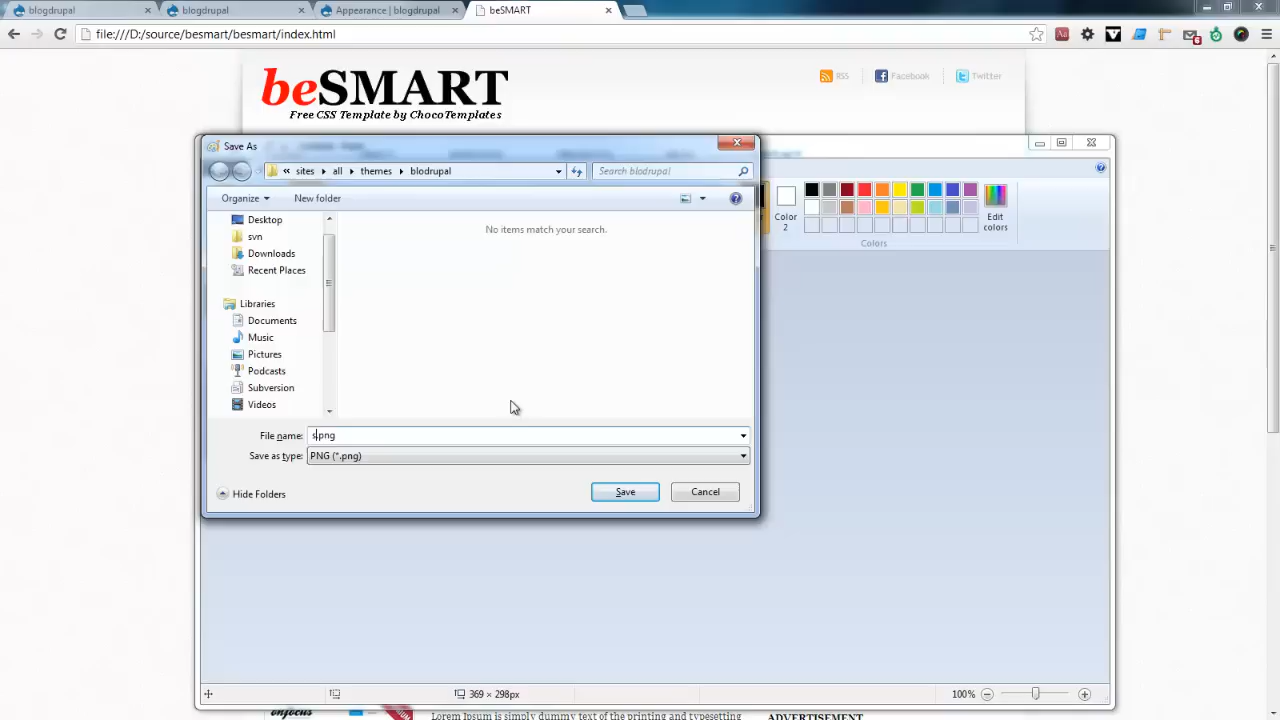 blogdrupal
blogdrupal
Appearance | blogdrupal
beSMART
file:///D:/source/besmart/besmart/index.html
beSMART
Free CSS Template by ChocoTemplates
RSS
Facebook
Twitter
Save As
« sites all themes blodrupal
Search blodrupal
Organize
New folder
Desktop
svn
Downloads
Recent Places
Libraries
Documents
Music
Pictures
Podcasts
Subversion
Videos
No items match your search.
File name: s.png
Save as type: PNG (*.png)
Hide Folders
Save
Cancel
Color
2
Edit
colors
Colors
369 × 298px
100%
onfocus
Lorem Ipsum is simply dummy text of the printing and typesetting
ADVERTISEMENT